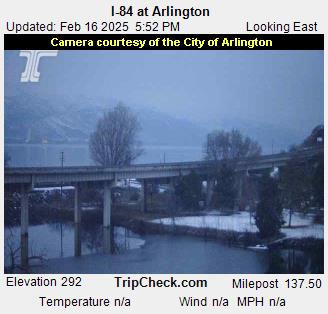 I-84 at Arlington
Updated: Feb 16 2025 5:52 PM Looking East
Camera courtesy of the City of Arlington
Elevation 292 TripCheck.com Milepost 137.50
Temperature n/a Wind n/a MPH n/a